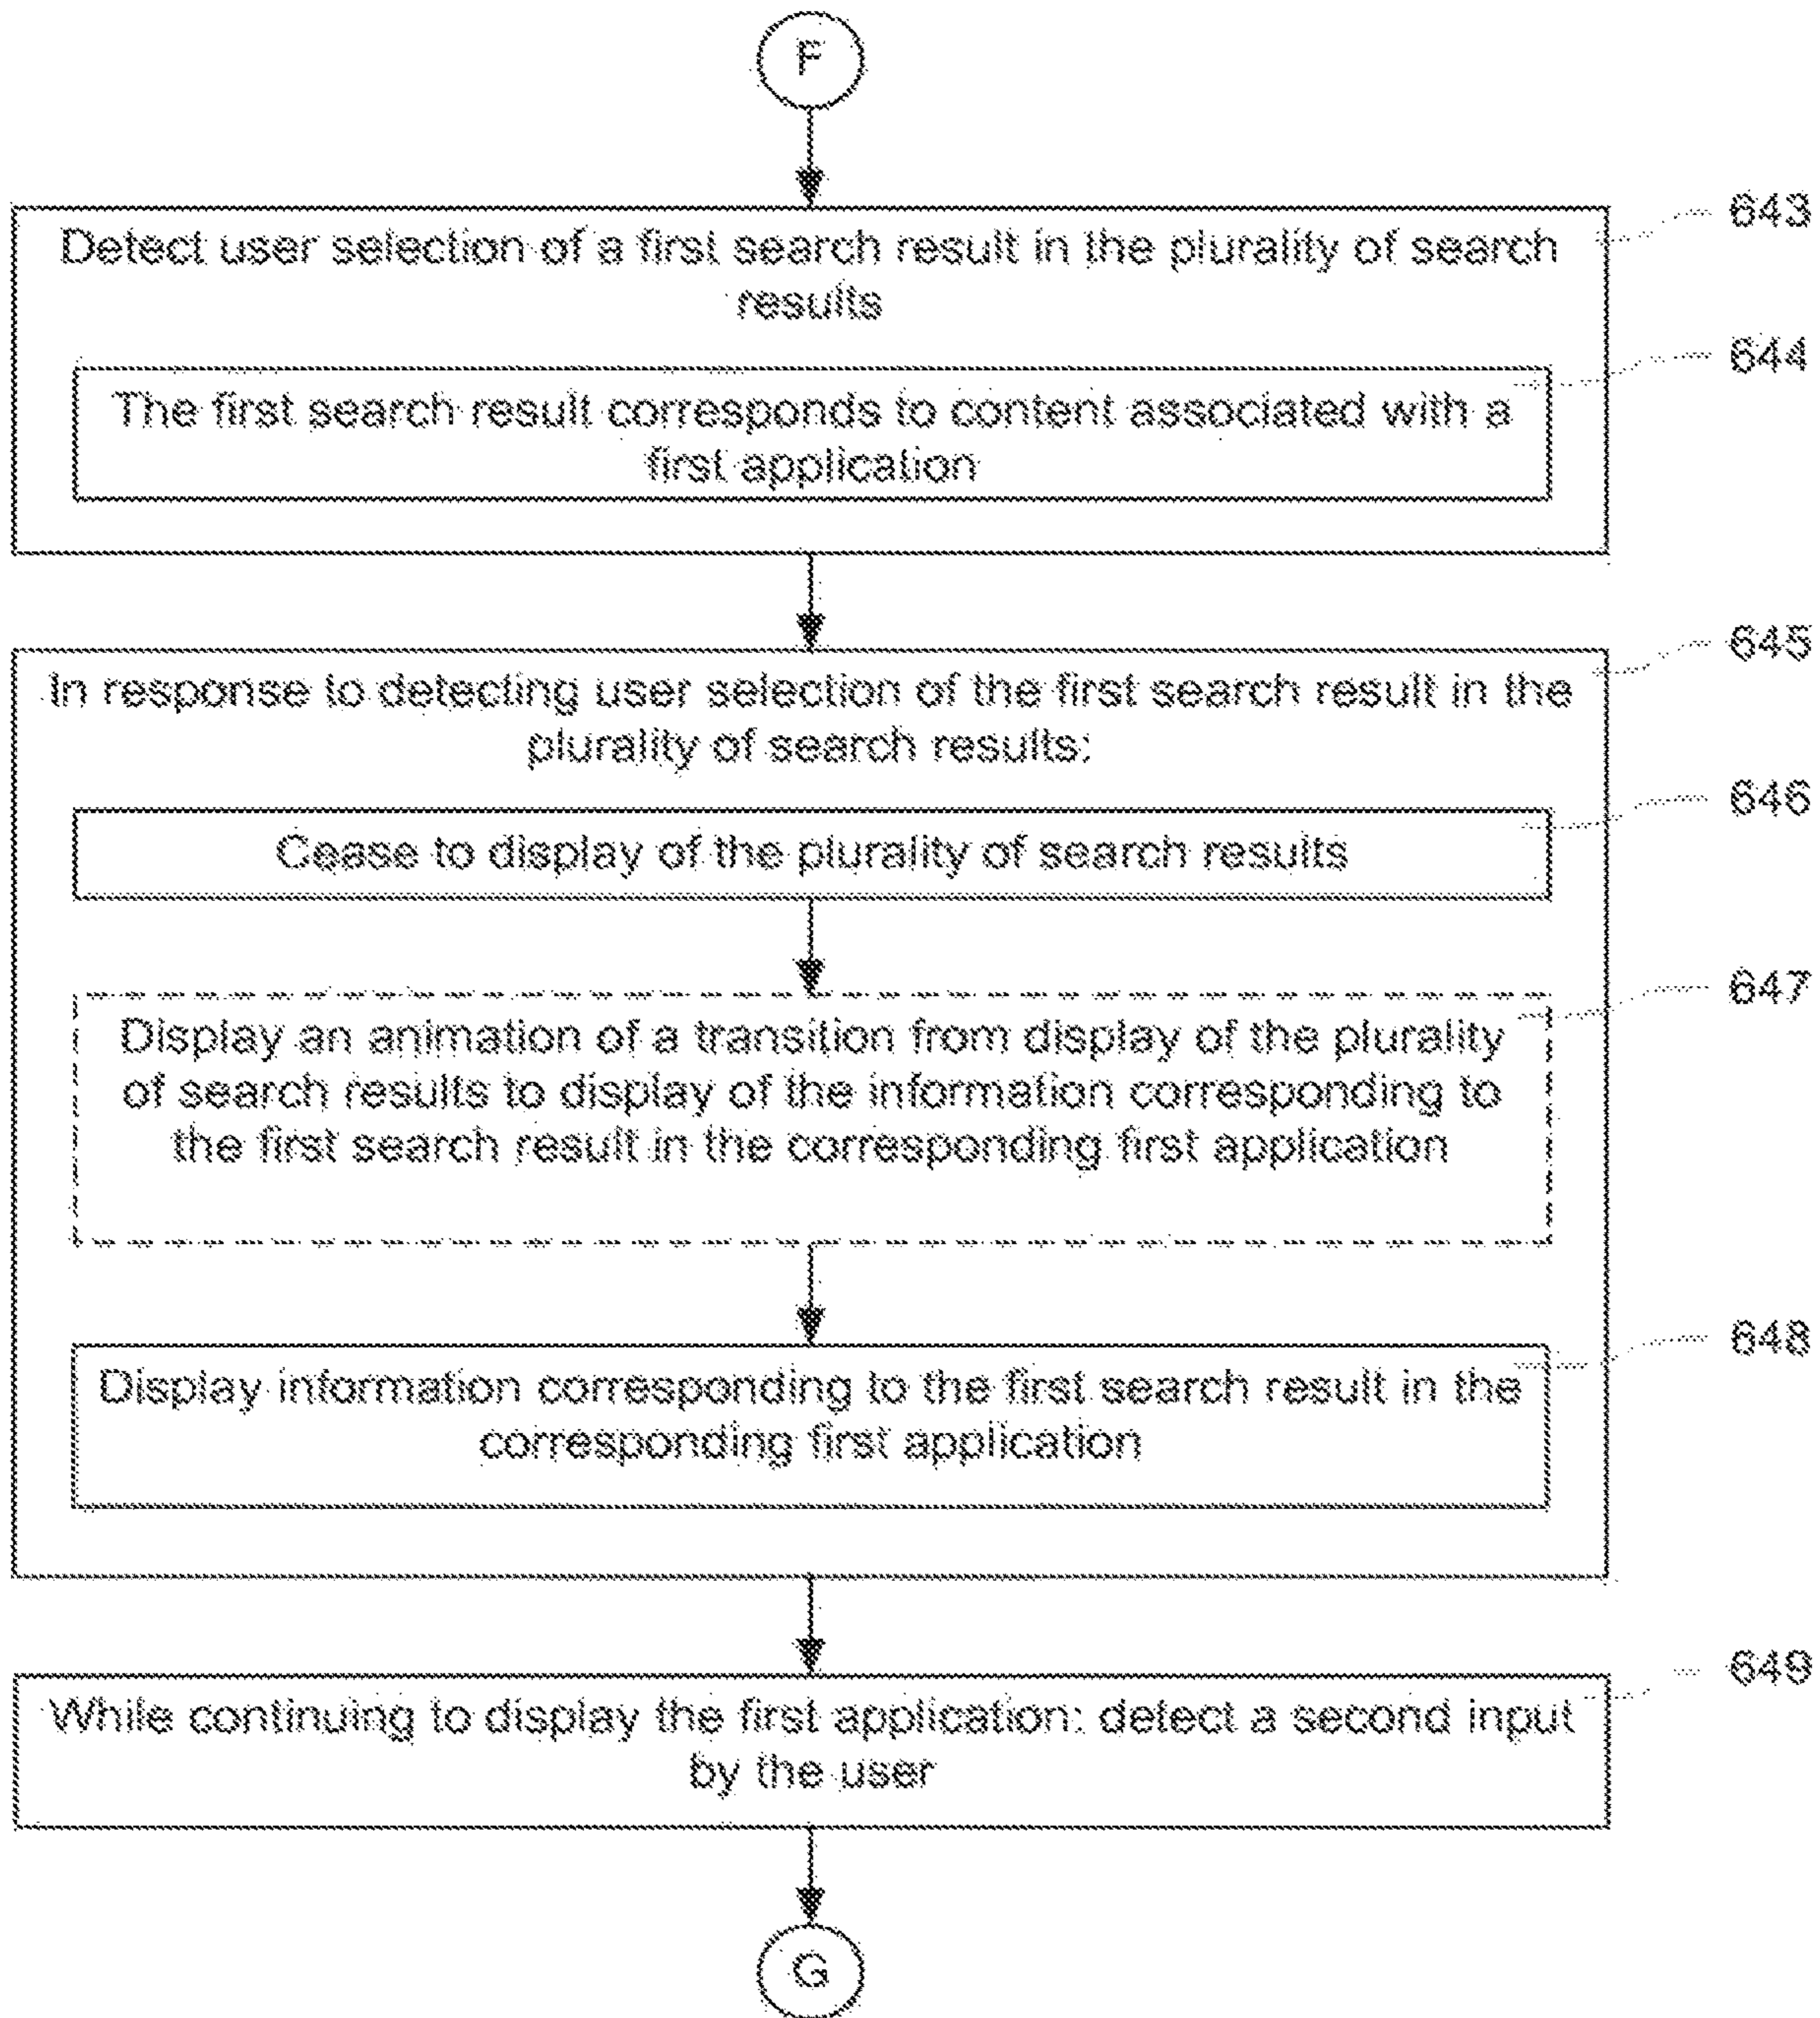 F
643
Detect user selection of a first search result in the plurality of search
results
644
The first search result corresponds to content associated with a
first application
645
In response to detecting user selection of the first search result in the
plurality of search results:
646
Cease to display of the plurality of search results
647
Display an animation of a transition from display of the plurality
of search results to display of the information corresponding to
the first search result in the corresponding first application
648
Display information corresponding to the first search result in the
corresponding first application
649
While continuing to display the first application: detect a second input
by the user
G